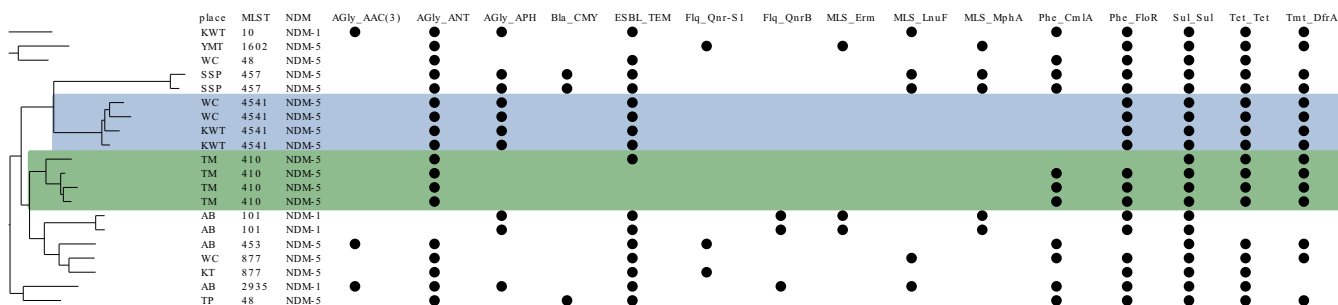 place MLST NDM AGly_AAC(3) AGly_ANT AGly_APH Bla_CMY ESBL_TEM Flq_Qnr-S1 Flq_QnrB MLS_Erm MLS_LnuF MLS_MphA Phe_CmlA Phe_FloR Sul_Sul Tet_Tet Tmt_DfrA
KWT 10 NDM-1
YMT 1602 NDM-5
WC 48 NDM-5
SSP 457 NDM-5
SSP 457 NDM-5
WC 4541 NDM-5
WC 4541 NDM-5
KWT 4541 NDM-5
KWT 4541 NDM-5
TM 410 NDM-5
TM 410 NDM-5
TM 410 NDM-5
TM 410 NDM-5
AB 101 NDM-1
AB 101 NDM-1
AB 453 NDM-5
WC 877 NDM-5
KT 877 NDM-5
AB 2935 NDM-1
TP 48 NDM-5